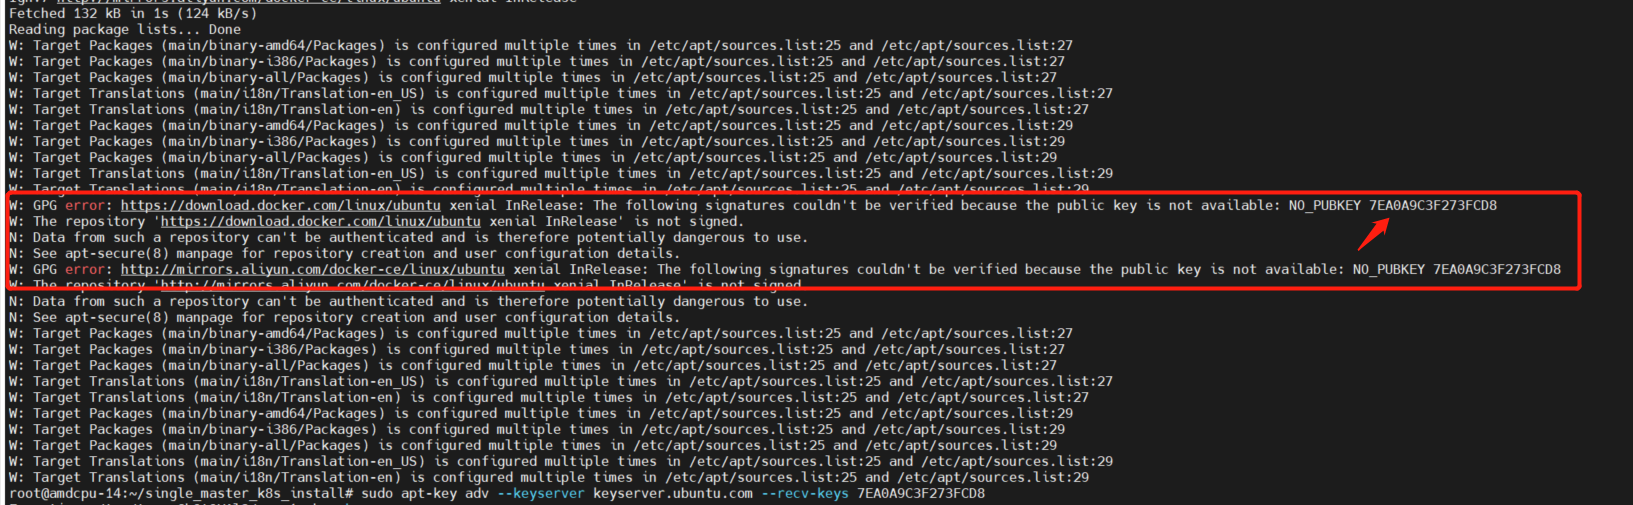 Fetched 132 kB in 1s (124 kB/s)
Reading package lists... Done
W: Target Packages (main/binary-amd64/Packages) is configured multiple times in /etc/apt/sources.list:25 and /etc/apt/sources.list:27
W: Target Packages (main/binary-i386/Packages) is configured multiple times in /etc/apt/sources.list:25 and /etc/apt/sources.list:27
W: Target Packages (main/binary-all/Packages) is configured multiple times in /etc/apt/sources.list:25 and /etc/apt/sources.list:27
W: Target Translations (main/i18n/Translation-en_US) is configured multiple times in /etc/apt/sources.list:25 and /etc/apt/sources.list:27
W: Target Translations (main/i18n/Translation-en) is configured multiple times in /etc/apt/sources.list:25 and /etc/apt/sources.list:27
W: Target Packages (main/binary-amd64/Packages) is configured multiple times in /etc/apt/sources.list:25 and /etc/apt/sources.list:29
W: Target Packages (main/binary-i386/Packages) is configured multiple times in /etc/apt/sources.list:25 and /etc/apt/sources.list:29
W: Target Packages (main/binary-all/Packages) is configured multiple times in /etc/apt/sources.list:25 and /etc/apt/sources.list:29
W: Target Translations (main/i18n/Translation-en_US) is configured multiple times in /etc/apt/sources.list:25 and /etc/apt/sources.list:29
W: Target Translations (main/i18n/Translation-en) is configured multiple times in /etc/apt/sources.list:25 and /etc/apt/sources.list:29
W: GPG error: https://download.docker.com/linux/ubuntu xenial InRelease: The following signatures couldn't be verified because the public key is not available: NO_PUBKEY 7EA0A9C3F273FCD8
W: The repository 'https://download.docker.com/linux/ubuntu xenial InRelease' is not signed.
N: Data from such a repository can't be authenticated and is therefore potentially dangerous to use.
N: See apt-secure(8) manpage for repository creation and user configuration details.
W: GPG error: http://mirrors.aliyun.com/docker-ce/linux/ubuntu xenial InRelease: The following signatures couldn't be verified because the public key is not available: NO_PUBKEY 7EA0A9C3F273FCD8
W: The repository 'http://mirrors.aliyun.com/docker-ce/linux/ubuntu xenial InRelease' is not signed.
N: Data from such a repository can't be authenticated and is therefore potentially dangerous to use.
N: See apt-secure(8) manpage for repository creation and user configuration details.
W: Target Packages (main/binary-amd64/Packages) is configured multiple times in /etc/apt/sources.list:25 and /etc/apt/sources.list:27
W: Target Packages (main/binary-i386/Packages) is configured multiple times in /etc/apt/sources.list:25 and /etc/apt/sources.list:27
W: Target Packages (main/binary-all/Packages) is configured multiple times in /etc/apt/sources.list:25 and /etc/apt/sources.list:27
W: Target Translations (main/i18n/Translation-en_US) is configured multiple times in /etc/apt/sources.list:25 and /etc/apt/sources.list:27
W: Target Translations (main/i18n/Translation-en) is configured multiple times in /etc/apt/sources.list:25 and /etc/apt/sources.list:27
W: Target Packages (main/binary-amd64/Packages) is configured multiple times in /etc/apt/sources.list:25 and /etc/apt/sources.list:29
W: Target Packages (main/binary-i386/Packages) is configured multiple times in /etc/apt/sources.list:25 and /etc/apt/sources.list:29
W: Target Packages (main/binary-all/Packages) is configured multiple times in /etc/apt/sources.list:25 and /etc/apt/sources.list:29
W: Target Translations (main/i18n/Translation-en_US) is configured multiple times in /etc/apt/sources.list:25 and /etc/apt/sources.list:29
W: Target Translations (main/i18n/Translation-en) is configured multiple times in /etc/apt/sources.list:25 and /etc/apt/sources.list:29
root@amdcpu-14:~/single_master_k8s_install# sudo apt-key adv --keyserver keyserver.ubuntu.com --recv-keys 7EA0A9C3F273FCD8